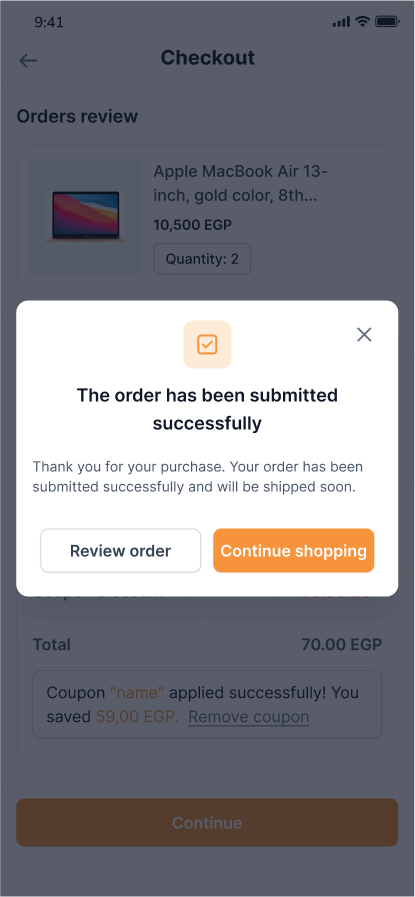 9:41
Checkout
Orders review
Apple MacBook Air 13-
inch, gold color, 8th...
10,500 EGP
Quantity: 2
The order has been submitted
successfully
Thank you for your purchase. Your order has been
submitted successfully and will be shipped soon.
Review order
Continue shopping
Total
70.00 EGP
Coupon "name" applied successfully! You
saved 59,00 EGP. Remove coupon
Continue